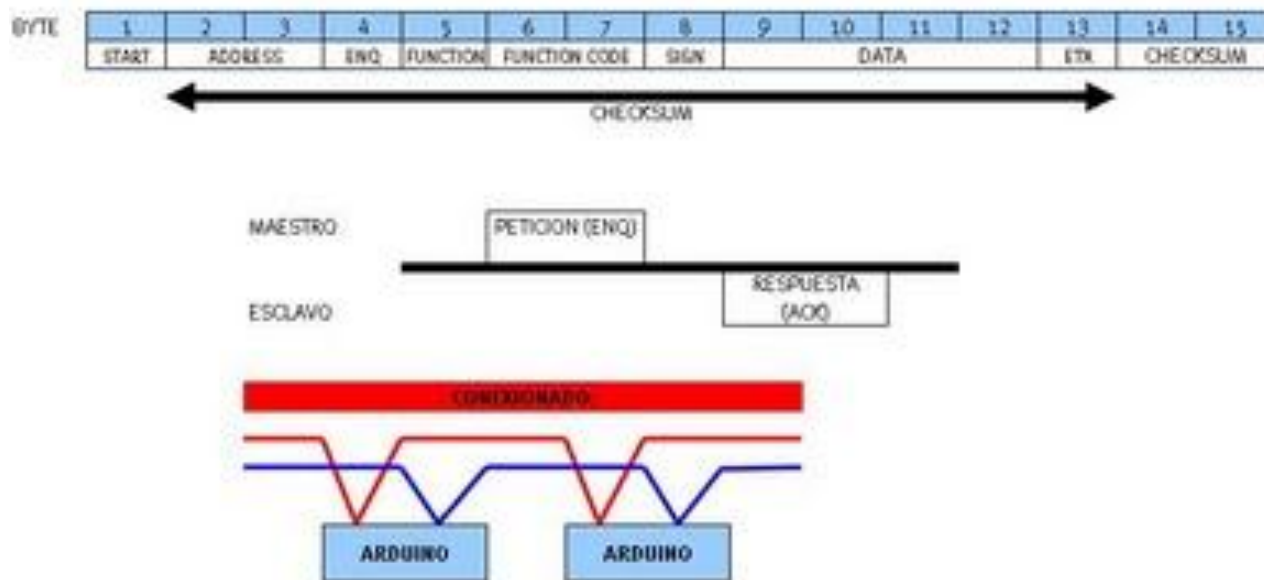 BYTE 1 2 3 4 5 6 7 8 9 10 11 12 13 14 15
START ADDRESS ENQ FUNCTION FUNCTION CODE SIGN DATA ETX CHECKSUM
CHECKSUM
MAESTRO PETICION (ENQ)
RESPUESTA
ESCLAVO (ACK)
CONEXIONADO
ARDUINO ARDUINO